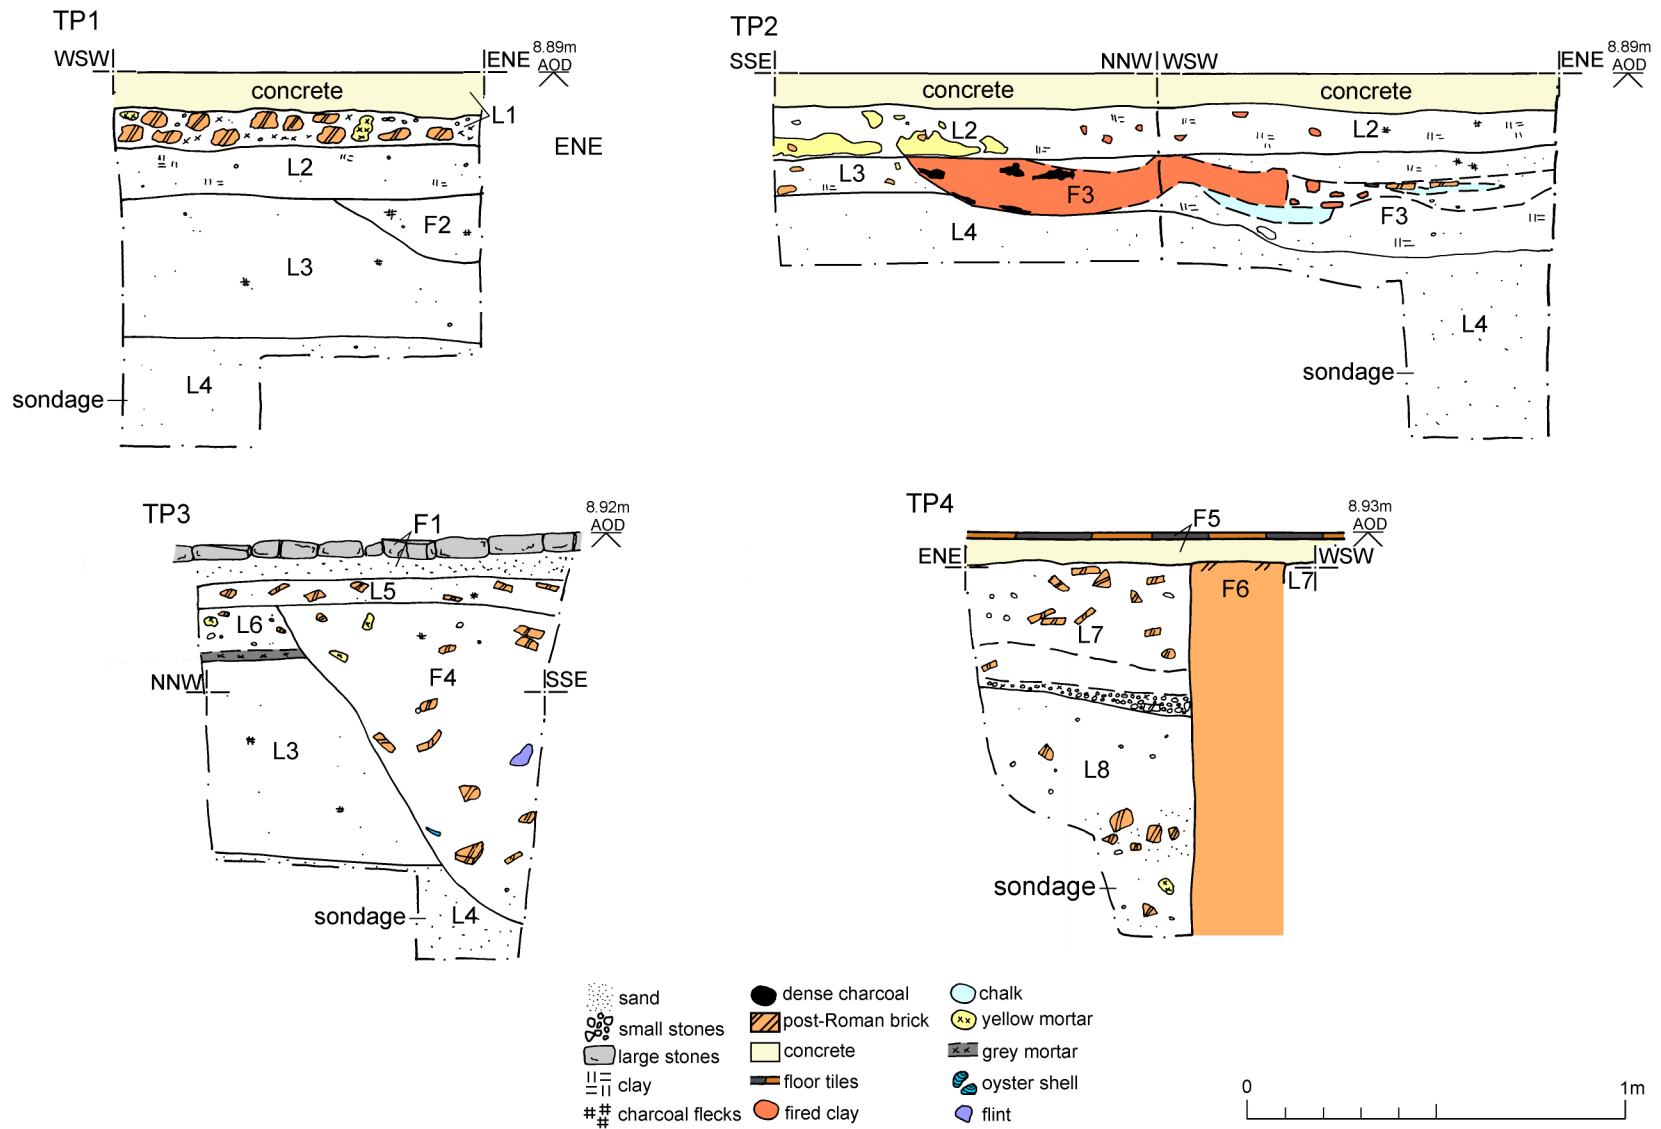 TP1
WSW
ENE
8.89m
AOD
concrete
L1
ENE
L2
F2
L3
L4
sondage
TP2
SSE
NNW
WSW
ENE
8.89m
AOD
concrete
concrete
L2
L2
L3
F3
F3
L4
L4
sondage
TP3
F1
8.92m
AOD
L5
L6
NNW
F4
SSE
L3
sondage
L4
TP4
F5
8.93m
AOD
ENE
WSW
F6
L7
L7
L8
sondage
sand
small stones
large stones
clay
charcoal flecks
dense charcoal
post-Roman brick
concrete
floor tiles
fired clay
chalk
yellow mortar
grey mortar
oyster shell
flint
0
1m